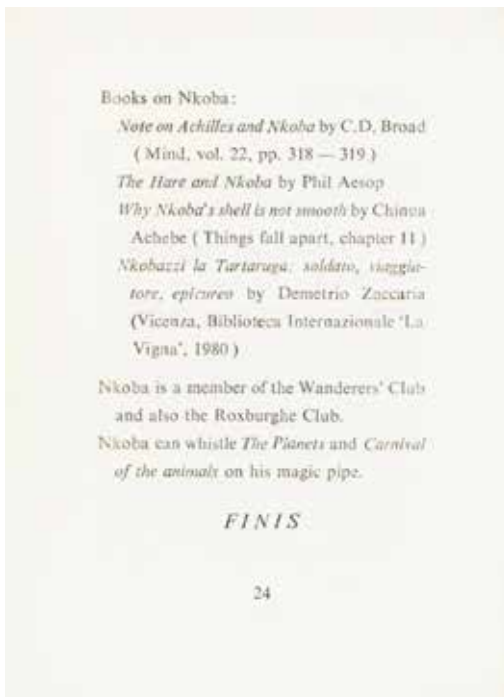 Books on Nkoba:
Note on Achilles and Nkoba by C.D. Broad
( Mind, vol. 22, pp. 318 — 319 )
The Hare and Nkoba by Phil Aesop
Why Nkoba's shell is not smooth by Chinua
Achebe ( Things fall apart, chapter 11 )
Nkobazzi la Tartaruga: soldato, viaggia-
tore, epicureo by Demetrio Zaccaria
(Vicenza, Biblioteca Internazionale 'La
Vigna', 1980 )
Nkoba is a member of the Wanderers' Club
and also the Roxburghe Club.
Nkoba can whistle The Planets and Carnival
of the animals on his magic pipe.
FINIS
24